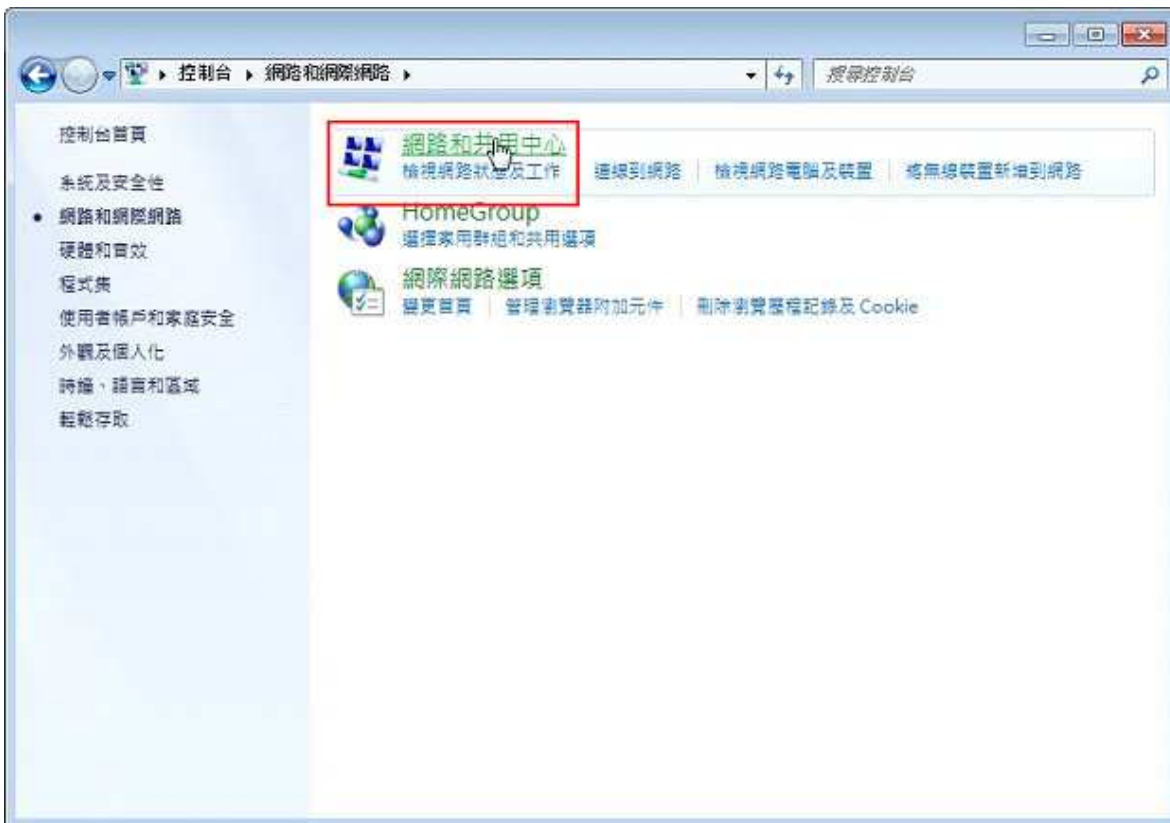 控制台 網路和網際網路
搜尋控制台
控制台首頁
系統及安全性
網路和網際網路
硬體和音效
程式集
使用者帳戶和家庭安全
外觀及個人化
時鐘、語言和區域
輕鬆存取
網路和共用中心
檢視網路狀態及工作 連線到網路 檢視網路電腦及裝置 將無線裝置新增到網路
HomeGroup
選擇家用群組和共用選項
網際網路選項
變更首頁 管理瀏覽器附加元件 刪除瀏覽歷程記錄及 Cookie